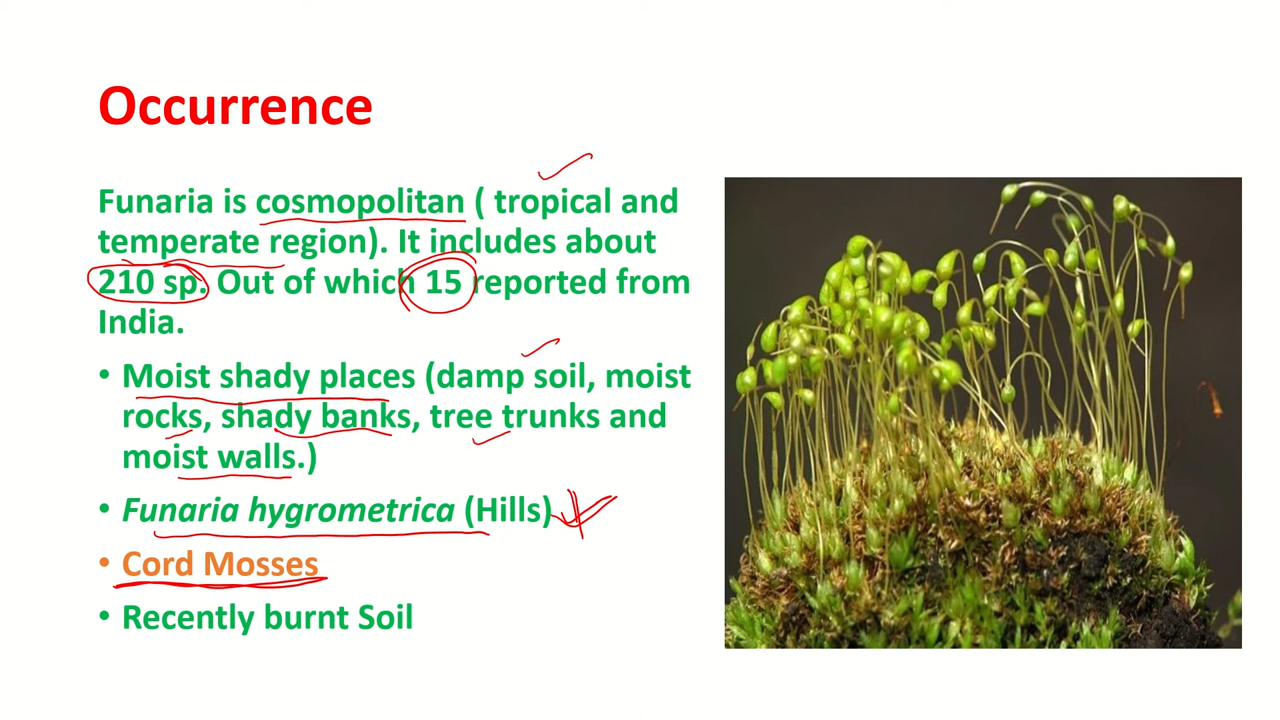 Occurrence
Funaria is cosmopolitan ( tropical and
temperate region). It includes about
210 sp. Out of which 15 reported from
India.
• Moist shady places (damp soil, moist
rocks, shady banks, tree trunks and
moist walls.)
• Funaria hygrometrica (Hills)
• Cord Mosses
• Recently burnt Soil